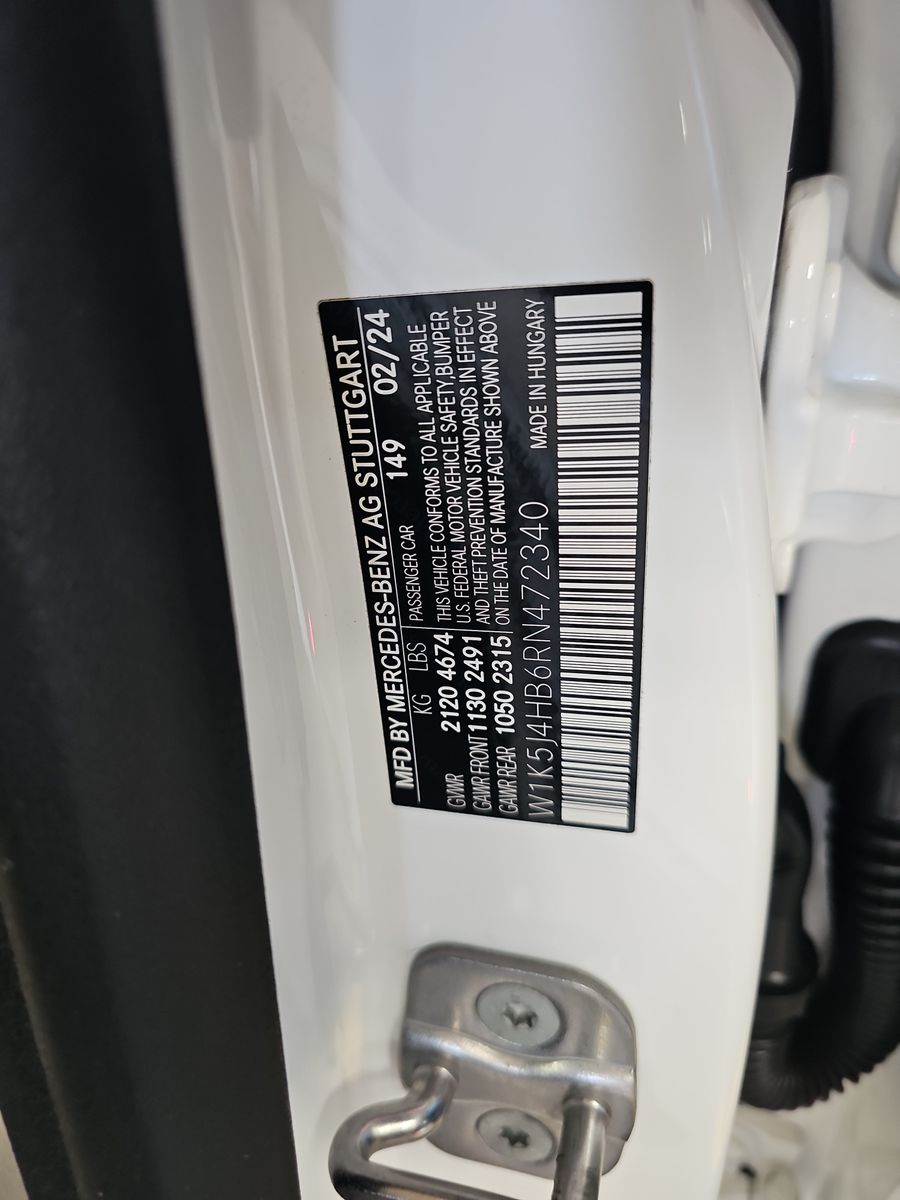 MFD BY MERCEDES-BENZ AG STUTTGART
KG LBS PASSENGER CAR 149 02/24
GVWR 2120 4674 THIS VEHICLE CONFORMS TO ALL APPLICABLE
GAWR FRONT 1130 2491 U.S. FEDERAL MOTOR VEHICLE SAFETY,BUMPER
GAWR REAR 1050 2315 AND THEFT PREVENTION STANDARDS IN EFFECT
ON THE DATE OF MANUFACTURE SHOWN ABOVE
W1K5J4HB6RN472340 MADE IN HUNGARY